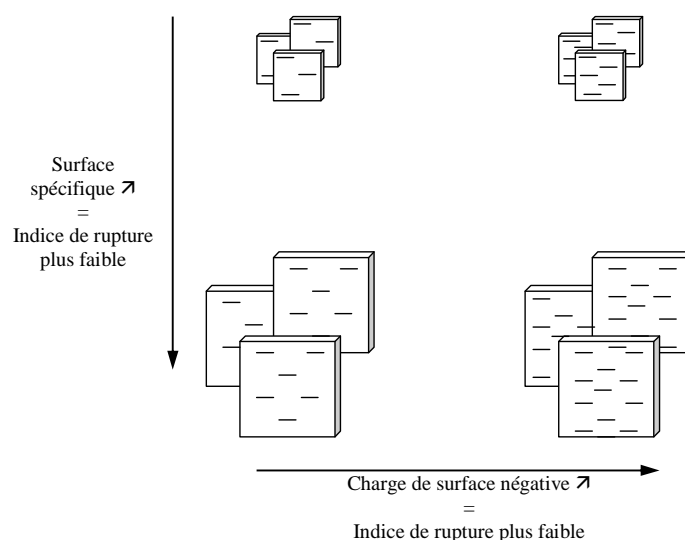 Surface
spécifique ↗
=
Indice de rupture
plus faible
Charge de surface négative ↗
=
Indice de rupture plus faible